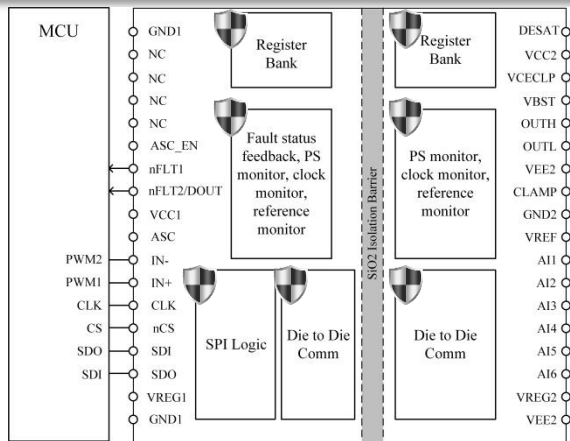 MCU
PWM2
PWM1
CLK
CS
SDO
SDI
GND1
NC
NC
NC
NC
ASC_EN
nFLT1
nFLT2/DOUT
VCC1
ASC
IN-
IN+
CLK
nCS
SDI
SDO
VREG1
GND1
Register
Bank
Fault status
feedback, PS
monitor, clock
monitor,
reference
monitor
SPI Logic
Die to Die
Comm
SiO2 Isolation Barrier
Register
Bank
PS monitor,
clock monitor,
reference
monitor
Die to Die
Comm
DESAT
VCC2
VCECLP
VBST
OUTH
OUTL
VEE2
CLAMP
GND2
VREF
AI1
AI2
AI3
AI4
AI5
AI6
VREG2
VEE2